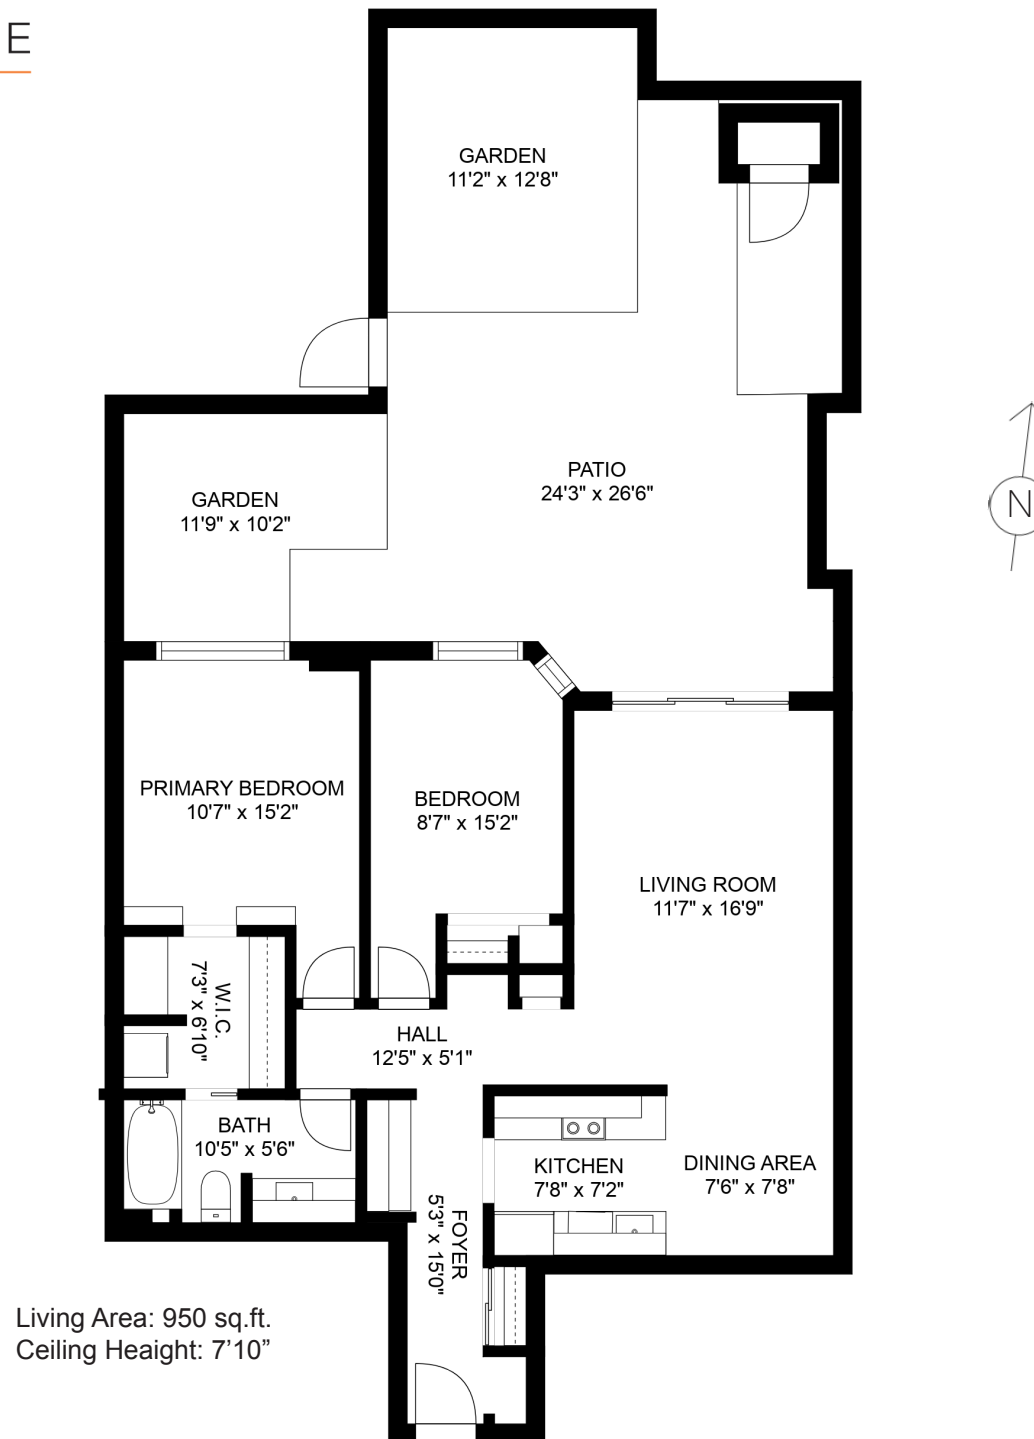 E
GARDEN
11'2" x 12'8"
PATIO
24'3" x 26'6"
GARDEN
11'9" x 10'2"
N
PRIMARY BEDROOM
10'7" x 15'2"
BEDROOM
8'7" x 15'2"
LIVING ROOM
11'7" x 16'9"
W.I.C.
7'3" x 6'10"
HALL
12'5" x 5'1"
BATH
10'5" x 5'6"
KITCHEN
7'8" x 7'2"
DINING AREA
7'6" x 7'8"
FOYER
5'3" x 15'0"
Living Area: 950 sq.ft.
Ceiling Heaight: 7’10”